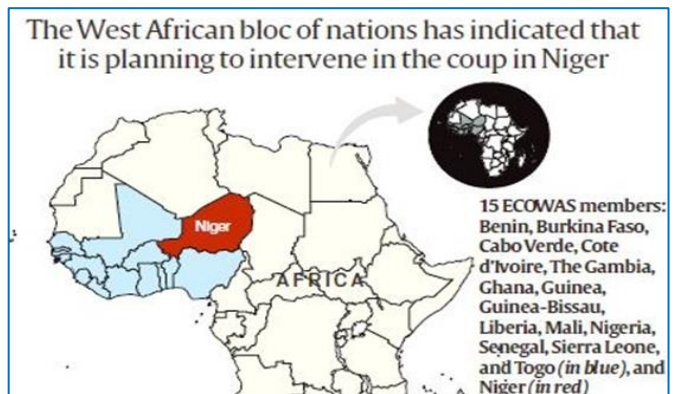 The West African bloc of nations has indicated that
it is planning to intervene in the coup in Niger
Niger
AFRICA
15 ECOWAS members:
Benin, Burkina Faso,
Cabo Verde, Cote
d'Ivoire, The Gambia,
Ghana, Guinea,
Guinea-Bissau,
Liberia, Mali, Nigeria,
Senegal, Sierra Leone,
and Togo (in blue), and
Niger (in red)